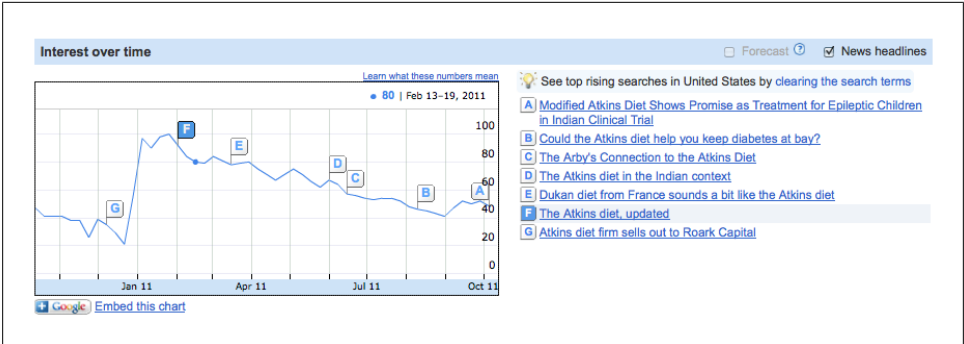 Interest over time
Forecast ?
News headlines
Learn what these numbers mean
80 | Feb 13–19, 2011
100
80
60
40
20
0
F
E
D
C
B
A
G
Jan 11
Apr 11
Jul 11
Oct 11
Google
Embed this chart
See top rising searches in United States by clearing the search terms
A Modified Atkins Diet Shows Promise as Treatment for Epileptic Children
in Indian Clinical Trial
B Could the Atkins diet help you keep diabetes at bay?
C The Arby's Connection to the Atkins Diet
D The Atkins diet in the Indian context
E Dukan diet from France sounds a bit like the Atkins diet
F The Atkins diet, updated
G Atkins diet firm sells out to Roark Capital